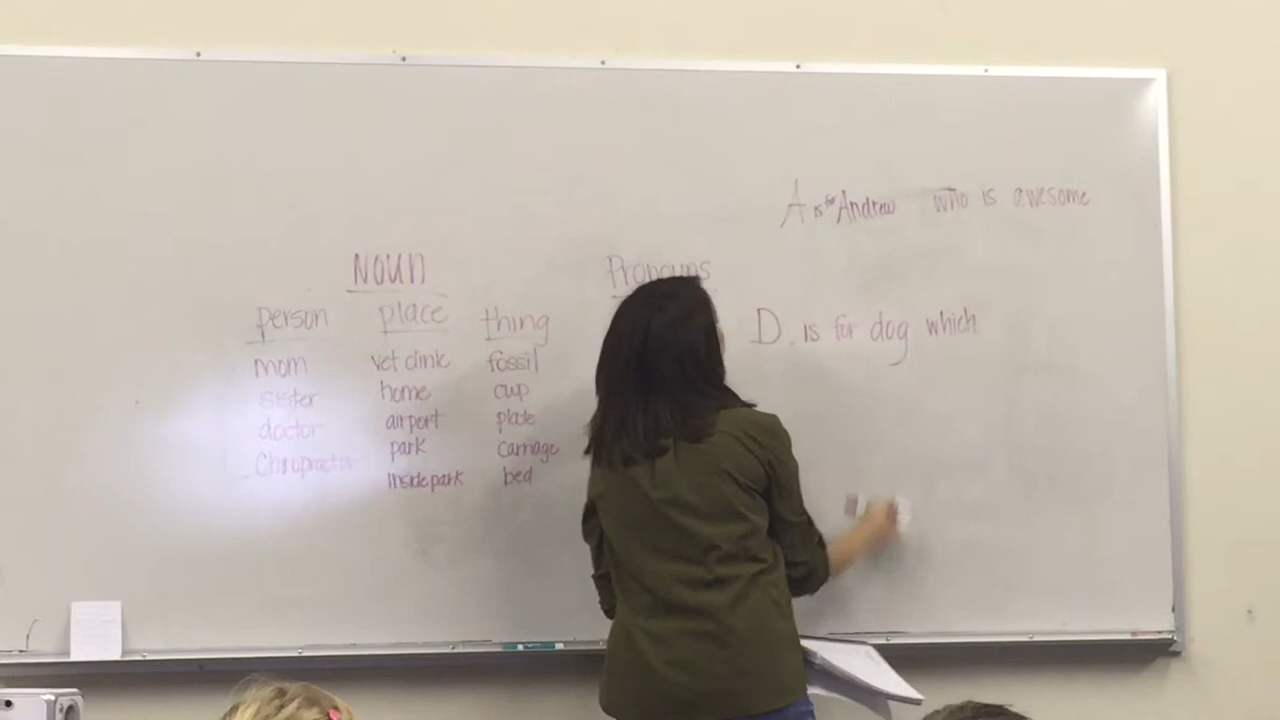 A is for Andrew who is awesome
NOUN
Pronouns
person place thing
D. is for dog which
mom vet clinic fossil
sister home cup
doctor airport plate
Chiropractor park carriage
inside park bed